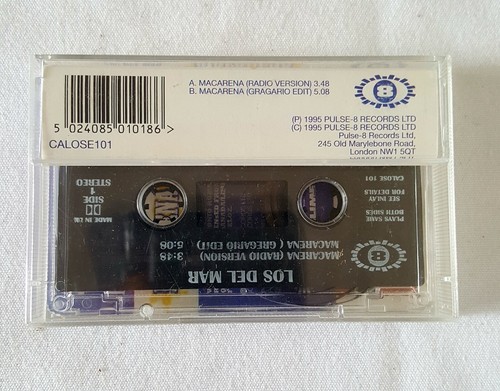 A. MACARENA (RADIO VERSION) 3.48
B. MACARENA (GRAGARIO EDIT) 5.08
8
5 024085 010186 >
CALOSE101
(P) 1995 PULSE-8 RECORDS LTD
(C) 1995 PULSE-8 RECORDS LTD
Pulse-8 Records Ltd,
245 Old Marylebone Road,
London NW1 5QT
LOS DEL MAR
MACARENA (RADIO VERSION) 3:48
MACARENA ( GREGARIO EDIT ) 5:08
8
PLAYS SAME
BOTH SIDES
SEE INLAY
FOR DETAILS
CALOSE 101
MADE IN U.K.
SIDE
1
STEREO